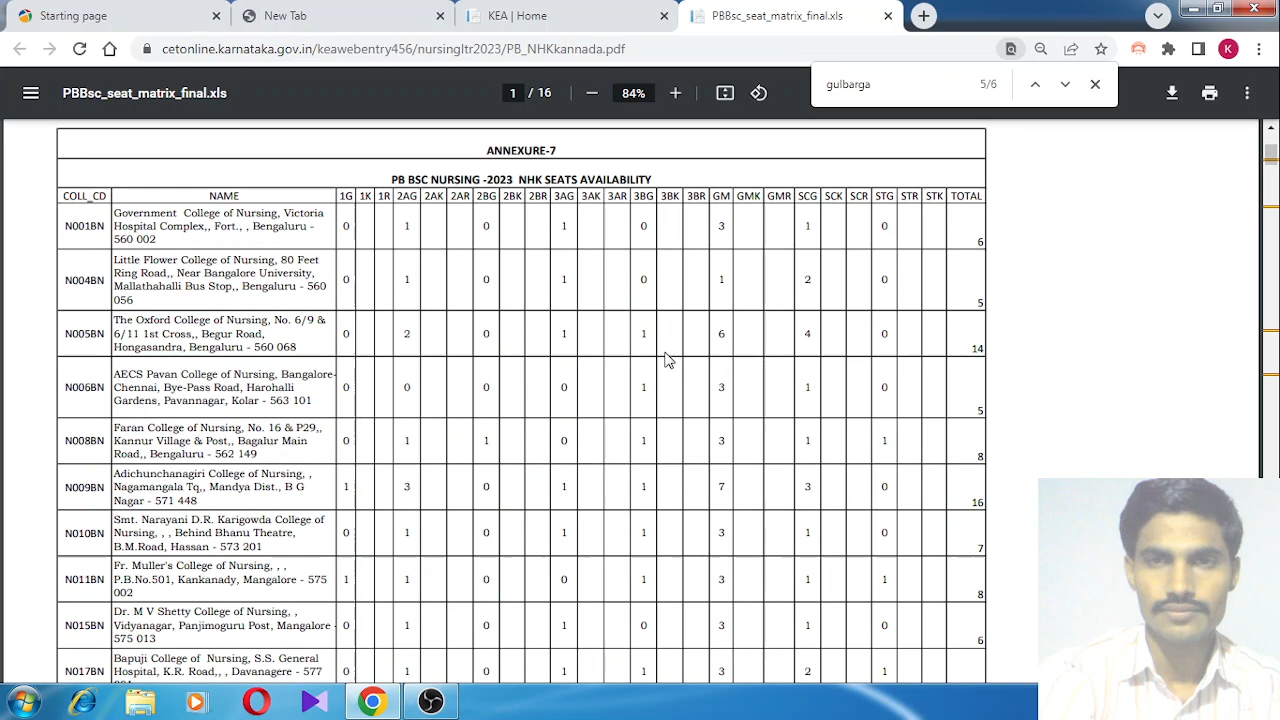 Starting page
New Tab
KEA | Home
PBBsc_seat_matrix_final.xls
cetonline.karnataka.gov.in/keawebentry456/nursingltr2023/PB_NHKkannada.pdf
K
gulbarga 5/6
PBBsc_seat_matrix_final.xls
1 / 16
84%
ANNEXURE-7
PB BSC NURSING -2023 NHK SEATS AVAILABILITY
COLL_CD NAME 1G 1K 1R 2AG 2AK 2AR 2BG 2BK 2BR 3AG 3AK 3AR 3BG 3BK 3BR GM GMK GMR SCG SCK SCR STG STR STK TOTAL
Government College of Nursing, Victoria
N001BN Hospital Complex,, Fort., , Bengaluru - 0 1 0 1 0 3 1 0
560 002 6
Little Flower College of Nursing, 80 Feet
Ring Road,, Near Bangalore University,
N004BN 0 1 0 1 0 1 2 0
Mallathahalli Bus Stop,, Bengaluru - 560
056 5
The Oxford College of Nursing, No. 6/9 &
N005BN 6/11 1st Cross,, Begur Road, 0 2 0 1 1 6 4 0
Hongasandra, Bengaluru - 560 068 14
AECS Pavan College of Nursing, Bangalore-
N006BN Chennai, Bye-Pass Road, Harohalli 0 0 0 0 1 3 1 0
Gardens, Pavannagar, Kolar - 563 101
5
Faran College of Nursing, No. 16 & P29,,
N008BN Kannur Village & Post,, Bagalur Main 0 1 1 0 1 3 1 1
Road,, Bengaluru - 562 149 8
Adichunchanagiri College of Nursing, ,
N009BN Nagamangala Tq,, Mandya Dist., B G 1 3 0 1 1 7 3 0
Nagar - 571 448 16
Smt. Narayani D.R. Karigowda College of
N010BN Nursing, , , Behind Bhanu Theatre, 0 1 0 1 1 3 1 0
B.M.Road, Hassan - 573 201 7
Fr. Muller's College of Nursing, , ,
N011BN P.B.No.501, Kankanady, Mangalore - 575 1 1 0 0 1 3 1 1
002 8
Dr. M V Shetty College of Nursing, ,
N015BN Vidyanagar, Panjimoguru Post, Mangalore - 0 1 0 1 0 3 1 0
575 013 6
Bapuji College of Nursing, S.S. General
N017BN Hospital, K.R. Road,, , Davanagere - 577 0 1 0 1 1 3 2 1